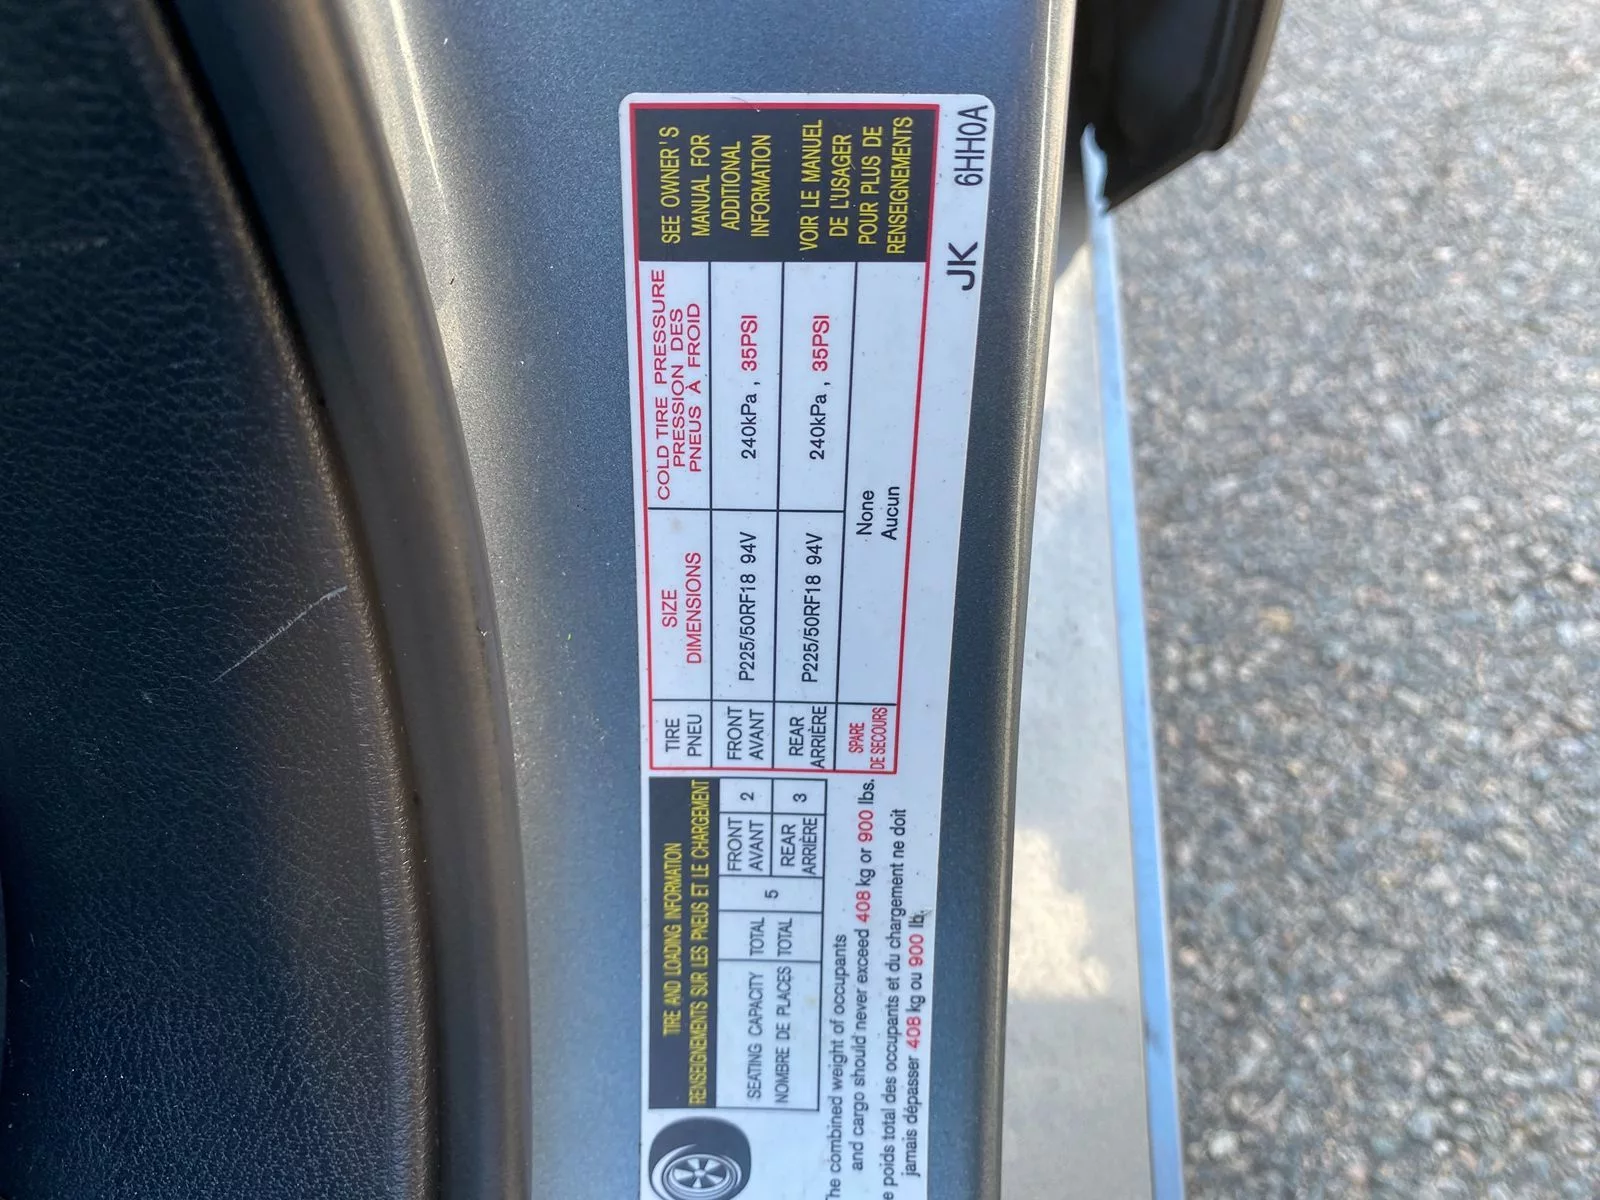 TIRE AND LOADING INFORMATION
RENSEIGNEMENTS SUR LES PNEUS ET LE CHARGEMENT
SEATING CAPACITY
NOMBRE DE PLACES
TOTAL
TOTAL
5
FRONT
AVANT
2
REAR
ARRIÈRE
3
The combined weight of occupants
and cargo should never exceed 408 kg or 900 lbs.
e poids total des occupants et du chargement ne doit
jamais dépasser 408 kg ou 900 lb.
TIRE
PNEU
SIZE
DIMENSIONS
COLD TIRE PRESSURE
PRESSION DES
PNEUS À FROID
FRONT
AVANT
P225/50RF18 94V
240kPa, 35PSI
REAR
ARRIÈRE
P225/50RF18 94V
240kPa, 35PSI
SPARE
DE SECOURS
None
Aucun
SEE OWNER'S
MANUAL FOR
ADDITIONAL
INFORMATION
VOIR LE MANUEL
DE L'USAGER
POUR PLUS DE
RENSEIGNEMENTS
JK 6HH0A